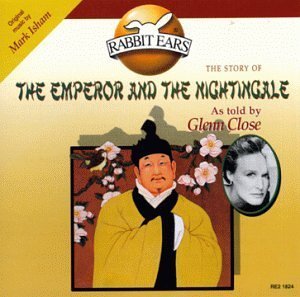 Original
music by
Mark Isham
RABBIT EARS
®
THE STORY OF
THE EMPEROR AND THE NIGHTINGALE
As told by
Glenn Close
RE2 1824